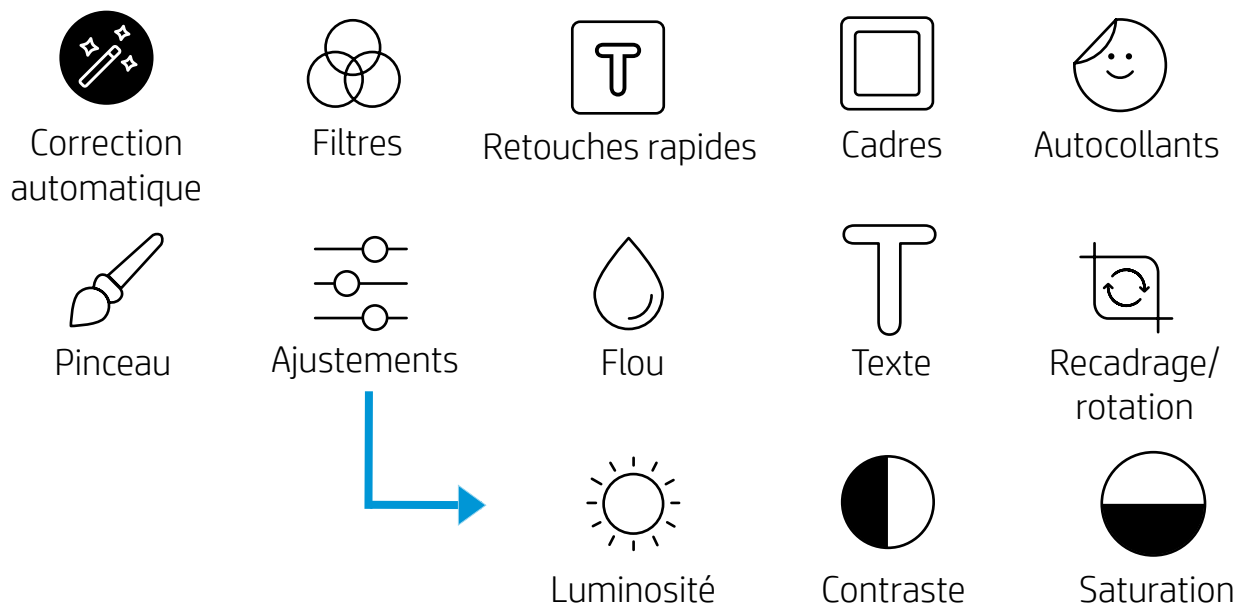 Correction
automatique
Filtres
T
Retouches rapides
Cadres
Autocollants
Pinceau
Ajustements
Flou
T
Texte
Recadrage/
rotation
Luminosité
Contraste
Saturation